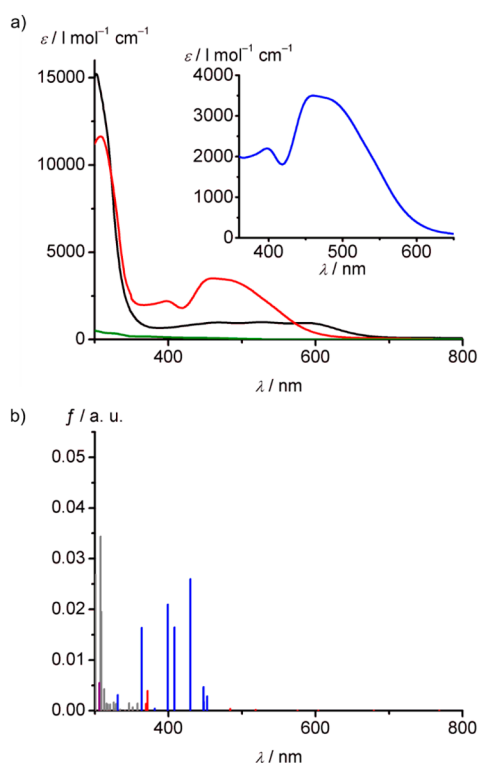 a)
ε / l mol⁻¹ cm⁻¹
15000
10000
5000
0
400 600 800
λ / nm
ε / l mol⁻¹ cm⁻¹
4000
3000
2000
1000
0
400 500 600
λ / nm
b) f / a. u.
0.05
0.04
0.03
0.02
0.01
0.00
400 600 800
λ / nm